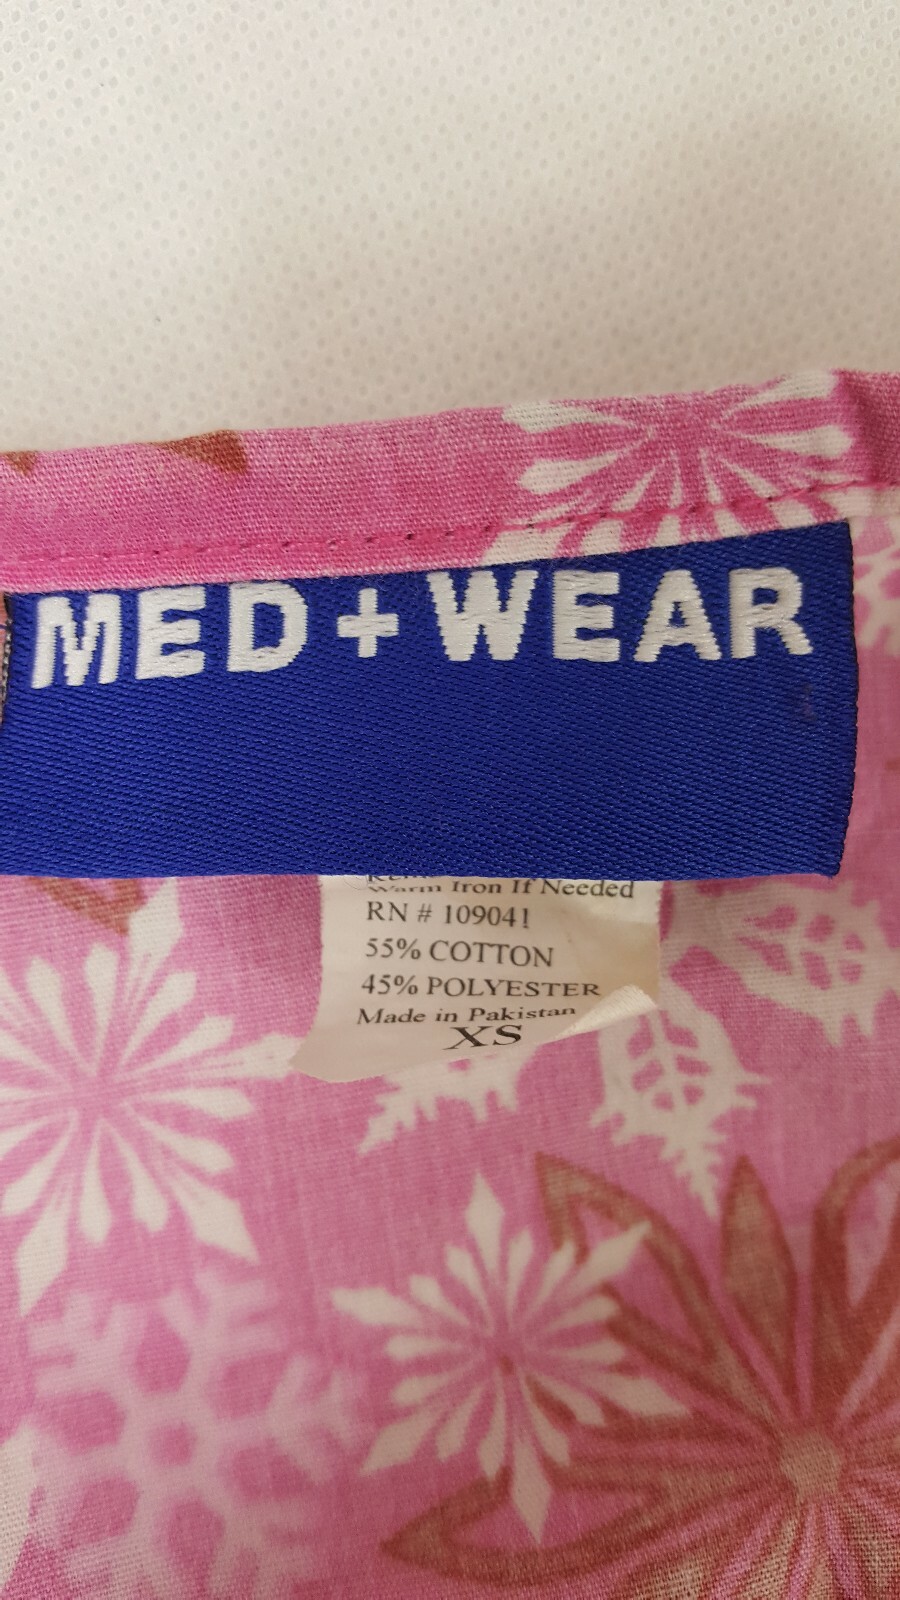 MED+WEAR
Warm Iron If Needed
RN # 109041
55% COTTON
45% POLYESTER
Made in Pakistan
XS